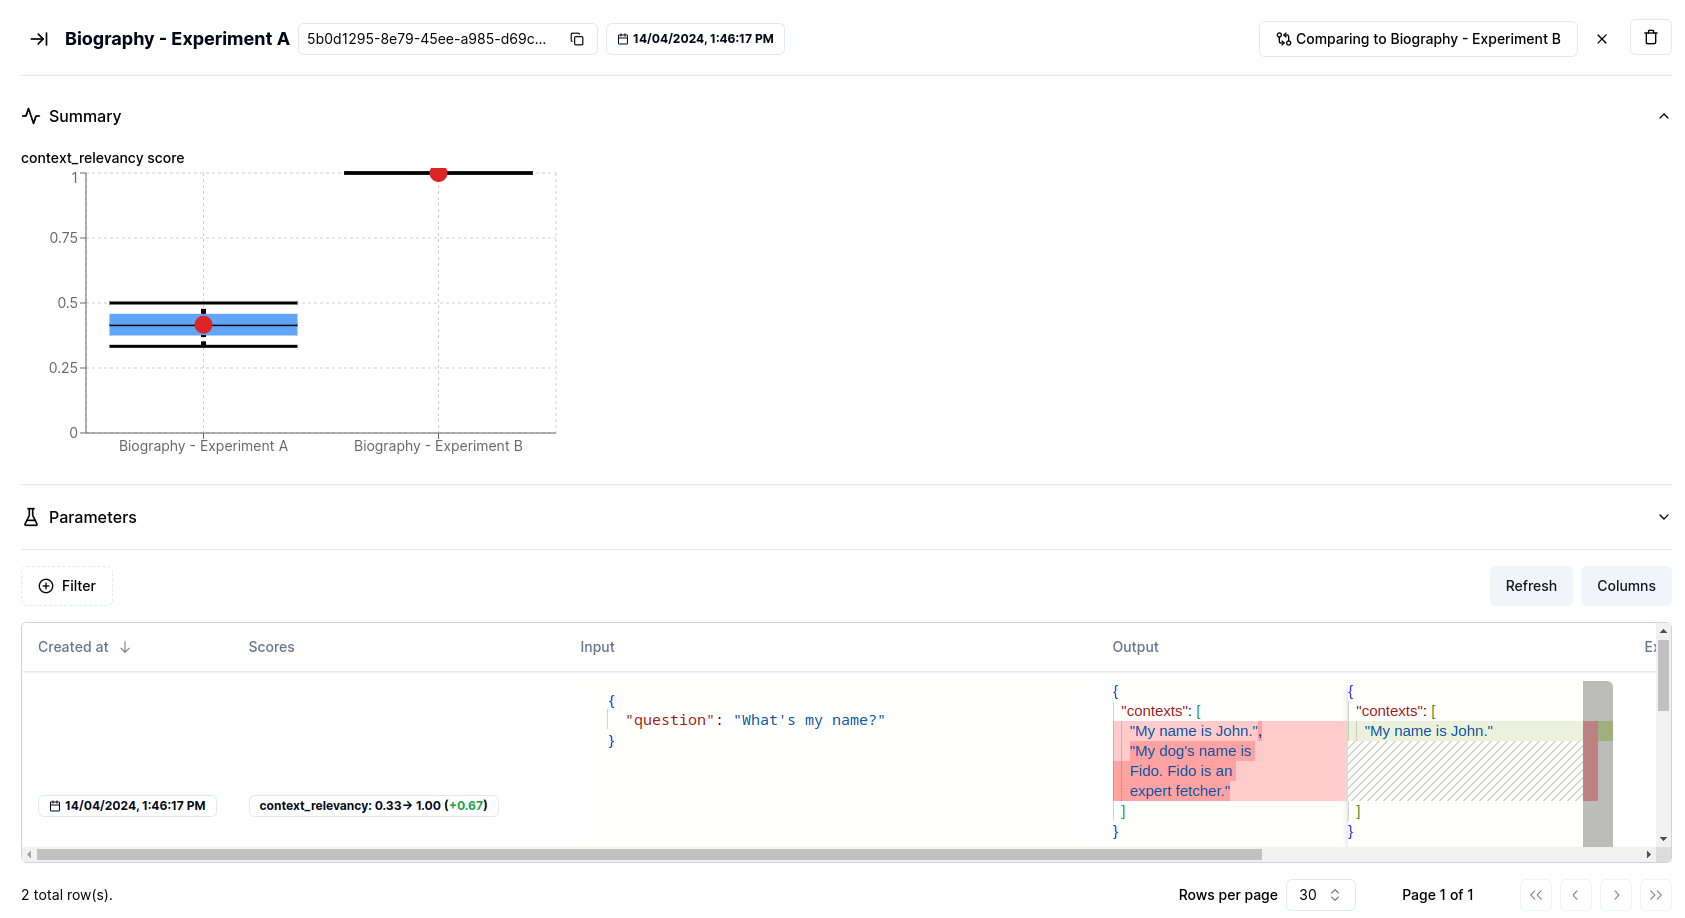 Biography - Experiment A
5b0d1295-8e79-45ee-a985-d69c...
14/04/2024, 1:46:17 PM
Comparing to Biography - Experiment B
Summary
context_relevancy score
1
0.75
0.5
0.25
0
Biography - Experiment A
Biography - Experiment B
Parameters
Filter
Refresh
Columns
Created at
Scores
Input
Output
14/04/2024, 1:46:17 PM
context_relevancy: 0.33→ 1.00 (+0.67)
{
"question": "What's my name?"
}
{
"contexts": [
"My name is John.",
"My dog's name is
Fido. Fido is an
expert fetcher."
]
}
{
"contexts": [
"My name is John."
]
}
2 total row(s).
Rows per page
30
Page 1 of 1